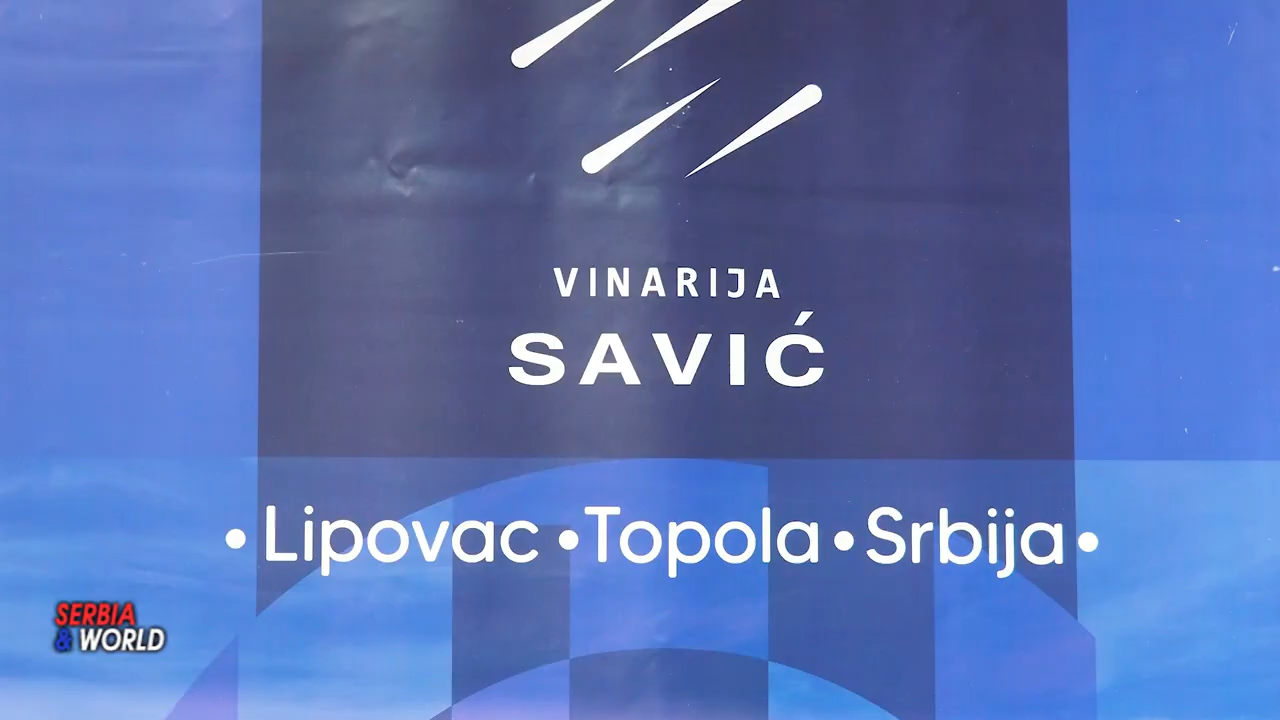 VINARIJA
SAVIĆ
•Lipovac •Topola•Srbija•
SERBIA
& WORLD